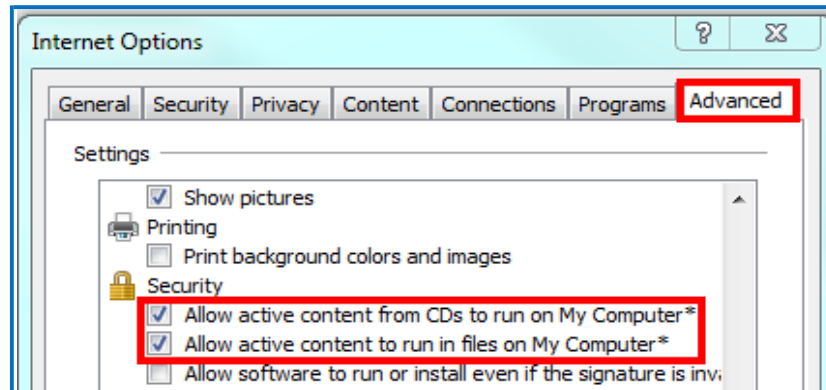 Internet Options
General Security Privacy Content Connections Programs Advanced
Settings
Show pictures
Printing
Print background colors and images
Security
Allow active content from CDs to run on My Computer*
Allow active content to run in files on My Computer*
Allow software to run or install even if the signature is